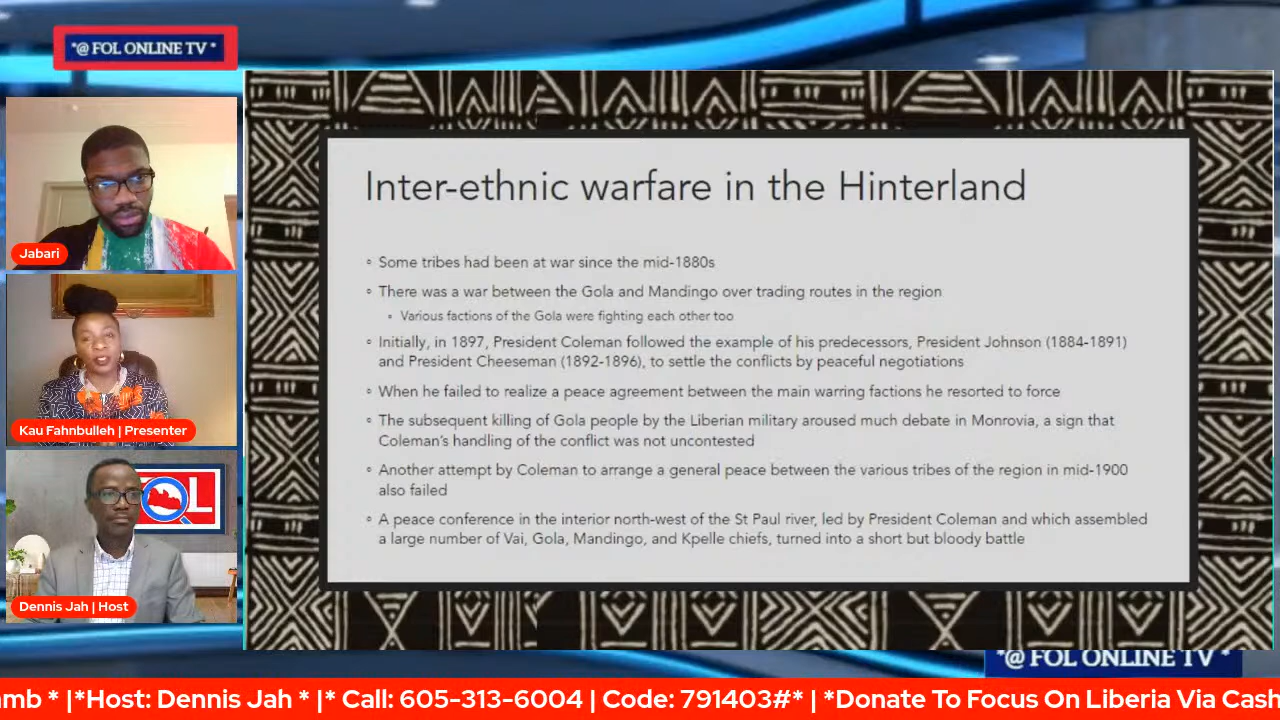 *@ FOL ONLINE TV *
Jabari
Kau Fahnbulleh | Presenter
OL
Dennis Jah | Host
Inter-ethnic warfare in the Hinterland
◦ Some tribes had been at war since the mid-1880s
◦ There was a war between the Gola and Mandingo over trading routes in the region
◦ Various factions of the Gola were fighting each other too
◦ Initially, in 1897, President Coleman followed the example of his predecessors, President Johnson (1884-1891)
and President Cheeseman (1892-1896), to settle the conflicts by peaceful negotiations
◦ When he failed to realize a peace agreement between the main warring factions he resorted to force
◦ The subsequent killing of Gola people by the Liberian military aroused much debate in Monrovia, a sign that
Coleman's handling of the conflict was not uncontested
◦ Another attempt by Coleman to arrange a general peace between the various tribes of the region in mid-1900
also failed
◦ A peace conference in the interior north-west of the St Paul river, led by President Coleman and which assembled
a large number of Vai, Gola, Mandingo, and Kpelle chiefs, turned into a short but bloody battle
*@ FOL ONLINE TV *
amb * |*Host: Dennis Jah * |* Call: 605-313-6004 | Code: 791403#* | *Donate To Focus On Liberia Via Cash